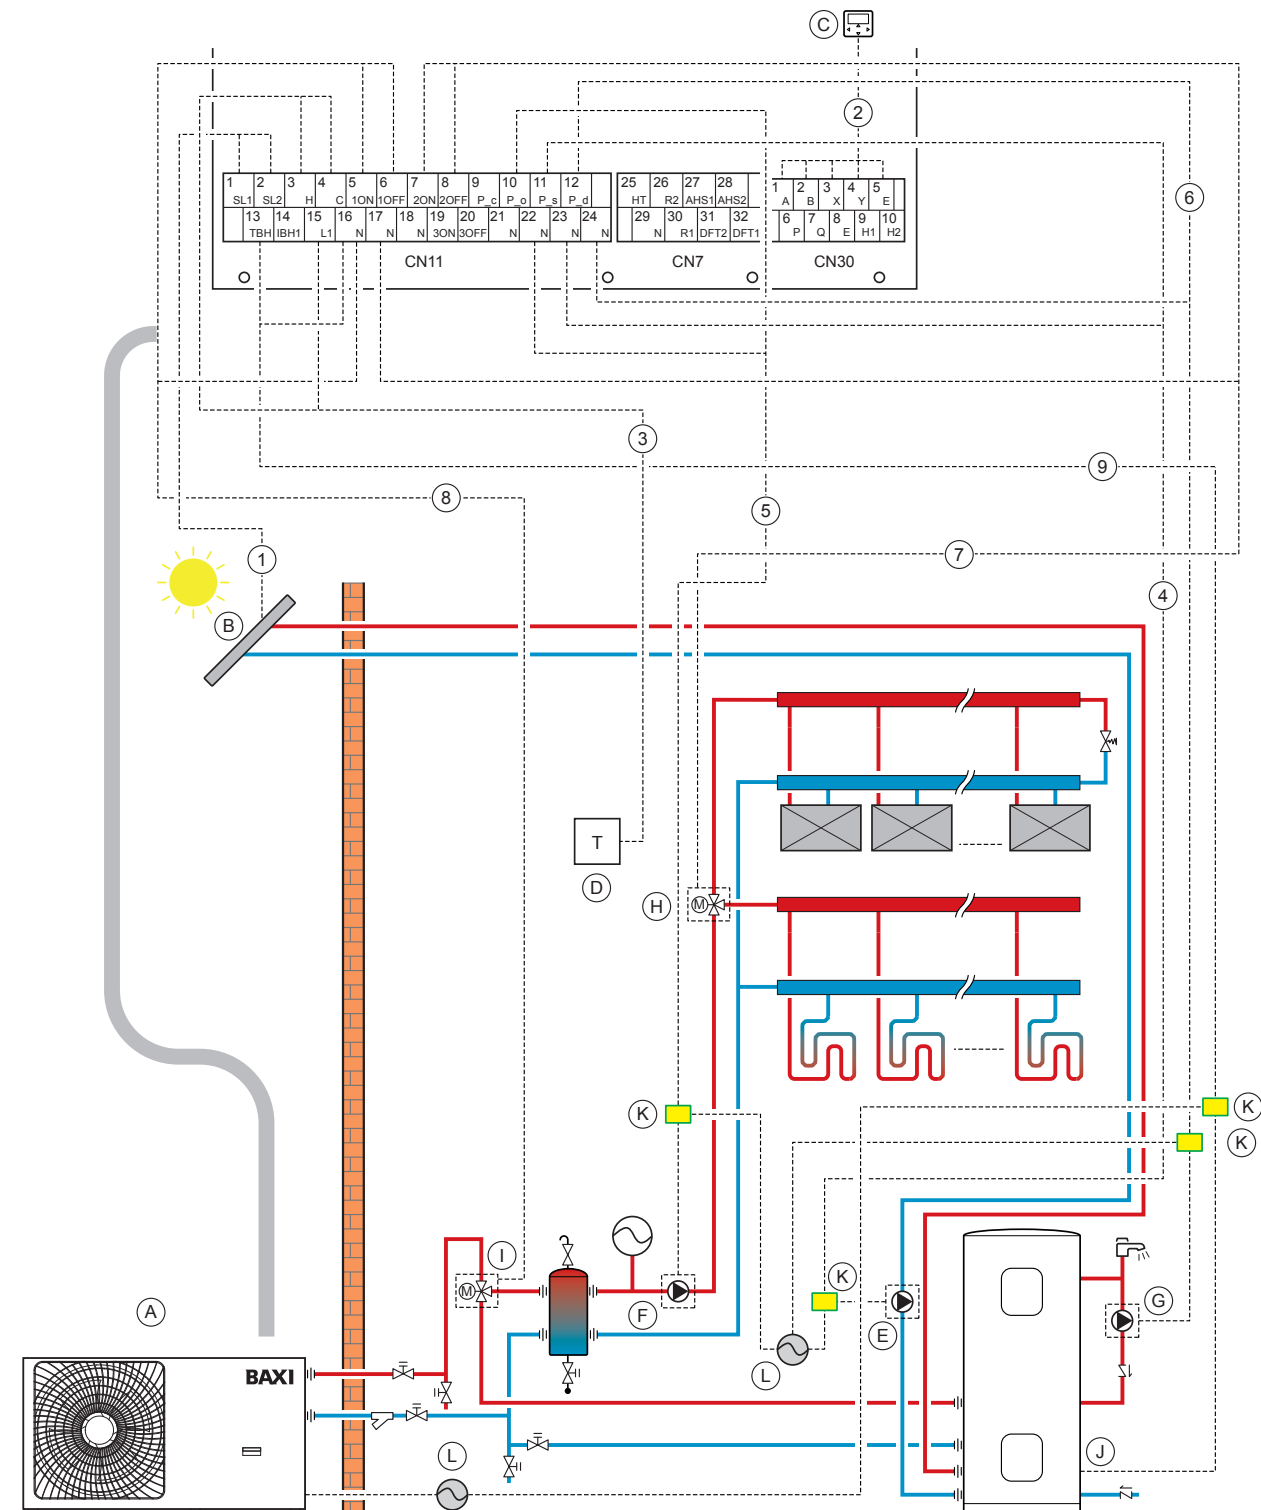 C
2
1 2 3 4 5 6 7 8 9 10 11 12
SL1 SL2 H C 1ON 1OFF 2ON 2OFF P_c P_o P_s P_d
13 14 15 16 17 18 19 20 21 22 23 24
TBH IBH1 L1 N N N 3ON 3OFF N N N N
25 26 27 28
HT R2 AHS1 AHS2
29 30 31 32
N R1 DFT2 DFT1
1 2 3 4 5
A B X Y E
6 7 8 9 10
P Q E H1 H2
CN11 CN7 CN30
6
3
9
8
5
7
1
4
B
T
D
H
M
K
K
K
I
M
K
A
F
E
G
L
BAXI
L
J